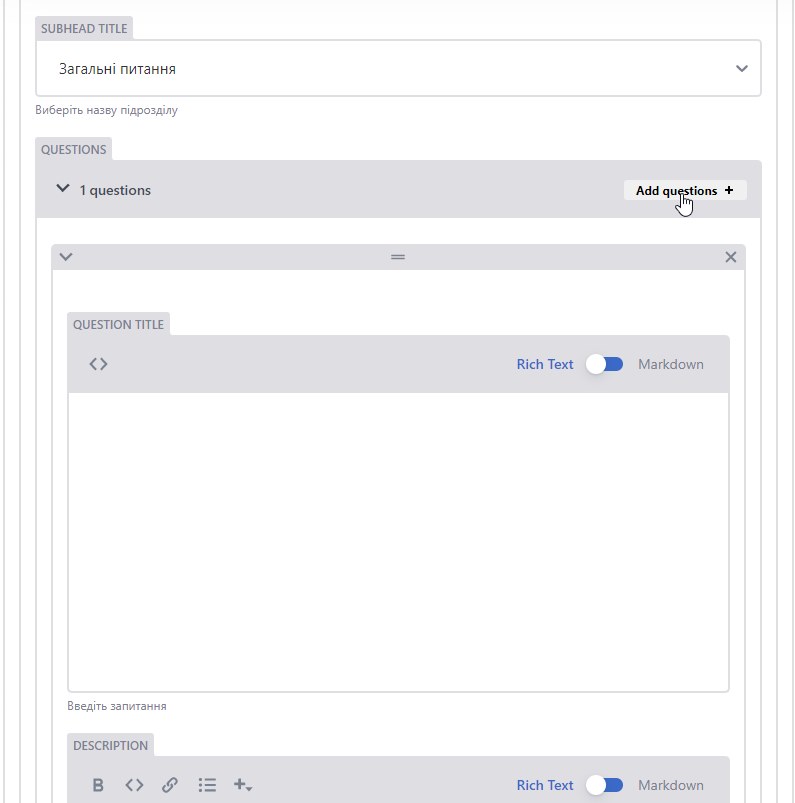 SUBHEAD TITLE
Загальні питання
Виберіть назву підрозділу
QUESTIONS
1 questions
Add questions +
QUESTION TITLE
Rich Text Markdown
Введіть запитання
DESCRIPTION
B Rich Text Markdown